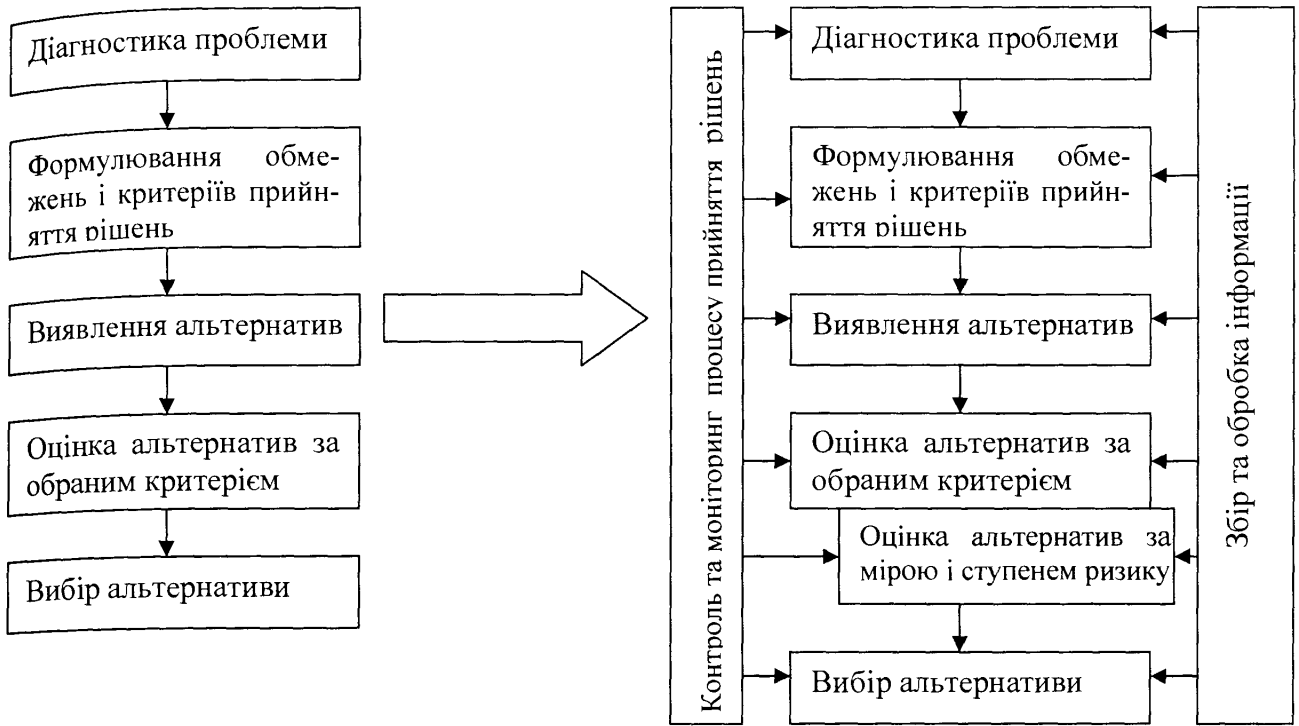 Діагностика проблеми
Формулювання обме-
жень і критеріїв прийн-
яття рішень
Виявлення альтернатив
Оцінка альтернатив за
обраним критерієм
Вибір альтернативи
Контроль та моніторинг процесу прийняття рішень
Діагностика проблеми
Формулювання обме-
жень і критеріїв прийн-
яття рішень
Виявлення альтернатив
Оцінка альтернатив за
обраним критерієм
Оцінка альтернатив за
мірою і ступенем ризику
Вибір альтернативи
Збір та обробка інформації